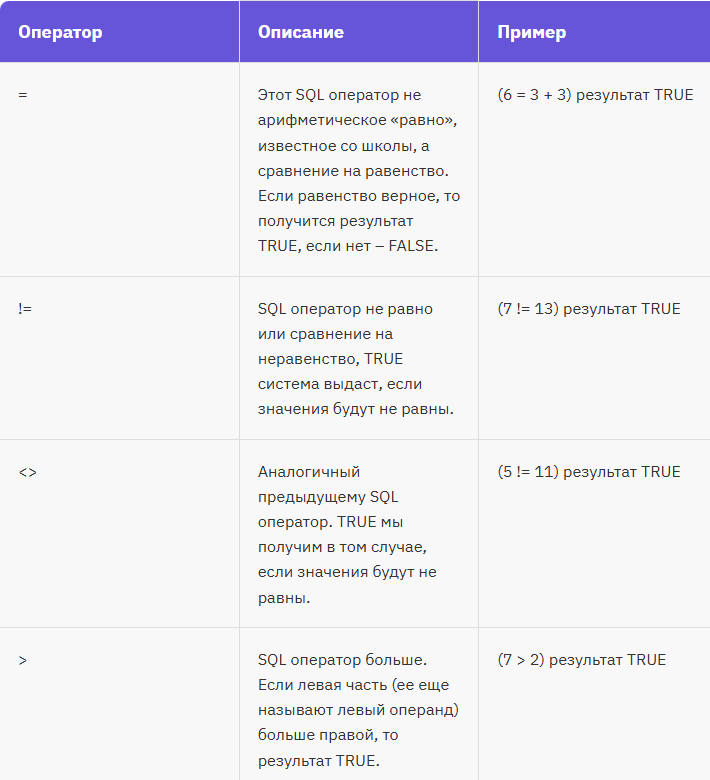 Оператор
Описание
Пример
=
Этот SQL оператор не
арифметическое «равно»,
известное со школы, а
сравнение на равенство.
Если равенство верное, то
получится результат
TRUE, если нет – FALSE.
(6 = 3 + 3) результат TRUE
!=
SQL оператор не равно
или сравнение на
неравенство, TRUE
система выдаст, если
значения будут не равны.
(7 != 13) результат TRUE
<>
Аналогичный
предыдущему SQL
оператор. TRUE мы
получим в том случае,
если значения будут не
равны.
(5 != 11) результат TRUE
>
SQL оператор больше.
Если левая часть (ее еще
называют левый операнд)
больше правой, то
результат TRUE.
(7 > 2) результат TRUE